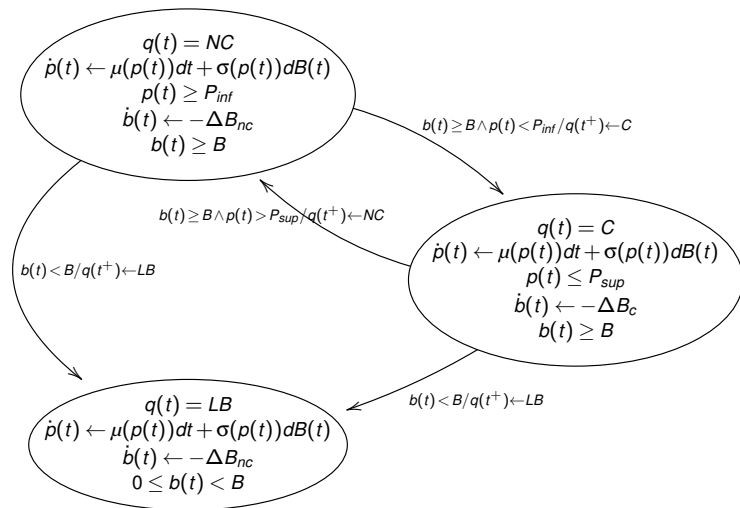 q(t) = NC
ṗ(t) ← μ(p(t))dt + σ(p(t))dB(t)
p(t) ≥ P_inf
ḃ(t) ← −ΔB_nc
b(t) ≥ B
b(t) ≥ B ∧ p(t) < P_inf / q(t⁺) ← C
b(t) ≥ B ∧ p(t) > P_sup / q(t⁺) ← NC
q(t) = C
ṗ(t) ← μ(p(t))dt + σ(p(t))dB(t)
p(t) ≤ P_sup
ḃ(t) ← −ΔB_c
b(t) ≥ B
b(t) < B / q(t⁺) ← LB
b(t) < B / q(t⁺) ← LB
q(t) = LB
ṗ(t) ← μ(p(t))dt + σ(p(t))dB(t)
ḃ(t) ← −ΔB_nc
0 ≤ b(t) < B